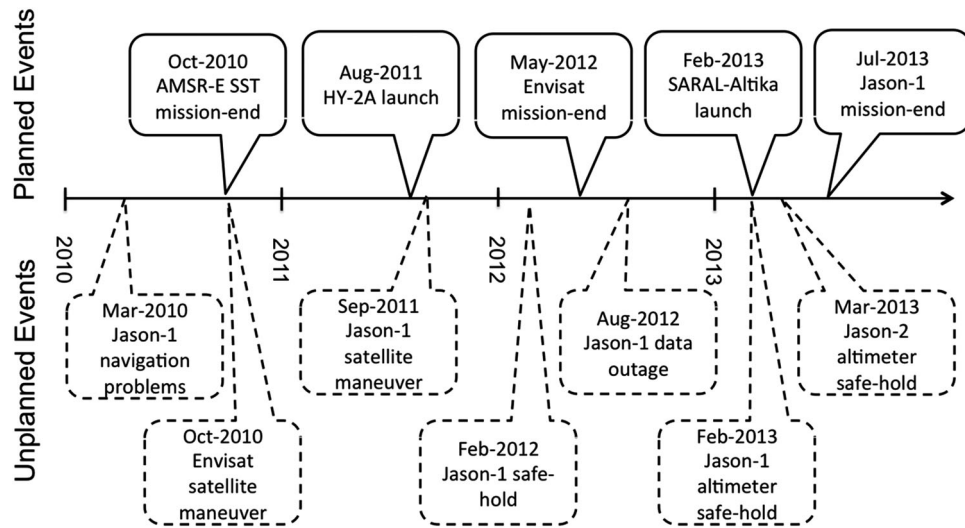 Planned Events
Oct-2010
AMSR-E SST
mission-end
Aug-2011
HY-2A launch
May-2012
Envisat
mission-end
Feb-2013
SARAL-Altika
launch
Jul-2013
Jason-1
mission-end
2010
2011
2012
2013
Unplanned Events
Mar-2010
Jason-1
navigation
problems
Sep-2011
Jason-1
satellite
maneuver
Aug-2012
Jason-1 data
outage
Mar-2013
Jason-2
altimeter
safe-hold
Oct-2010
Envisat
satellite
maneuver
Feb-2012
Jason-1 safe-
hold
Feb-2013
Jason-1
altimeter
safe-hold